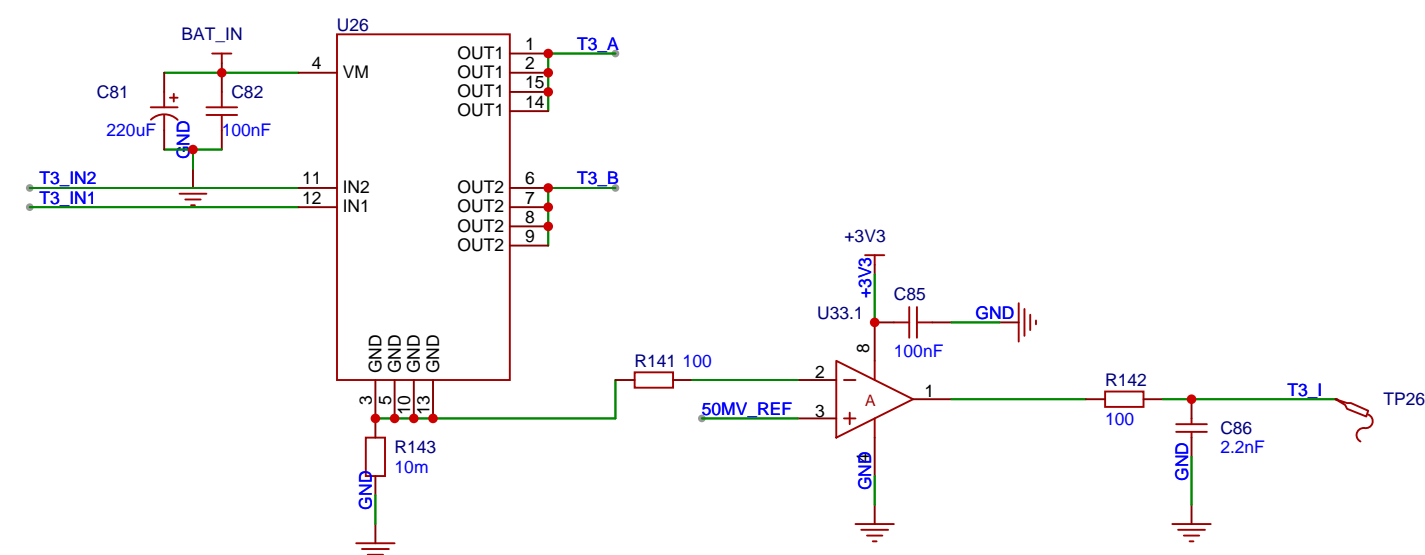 U26
BAT_IN
OUT1 1 T3_A
4 VM
OUT1 2
C81 + C82
OUT1 15
OUT1 14
220uF GND 100nF
T3_IN2 11 IN2 OUT2 6 T3_B
T3_IN1 12 IN1 OUT2 7
OUT2 8
OUT2 9
+3V3
+3V3
C85
U33.1 GND
100nF
8
GND GND GND GND
3 5 10 13
R141 100
2 −
A
1
50MV_REF 3 +
R142
100
T3_I TP26
C86
2.2nF
GND
R143
10m
GND
4
GND